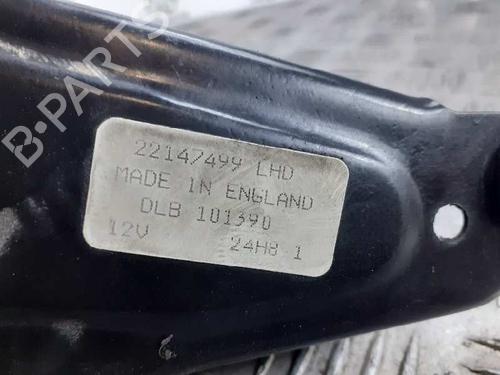 B-PARTS
22147499 LHD
MADE IN ENGLAND
DLB 101390
12V 24H8 1